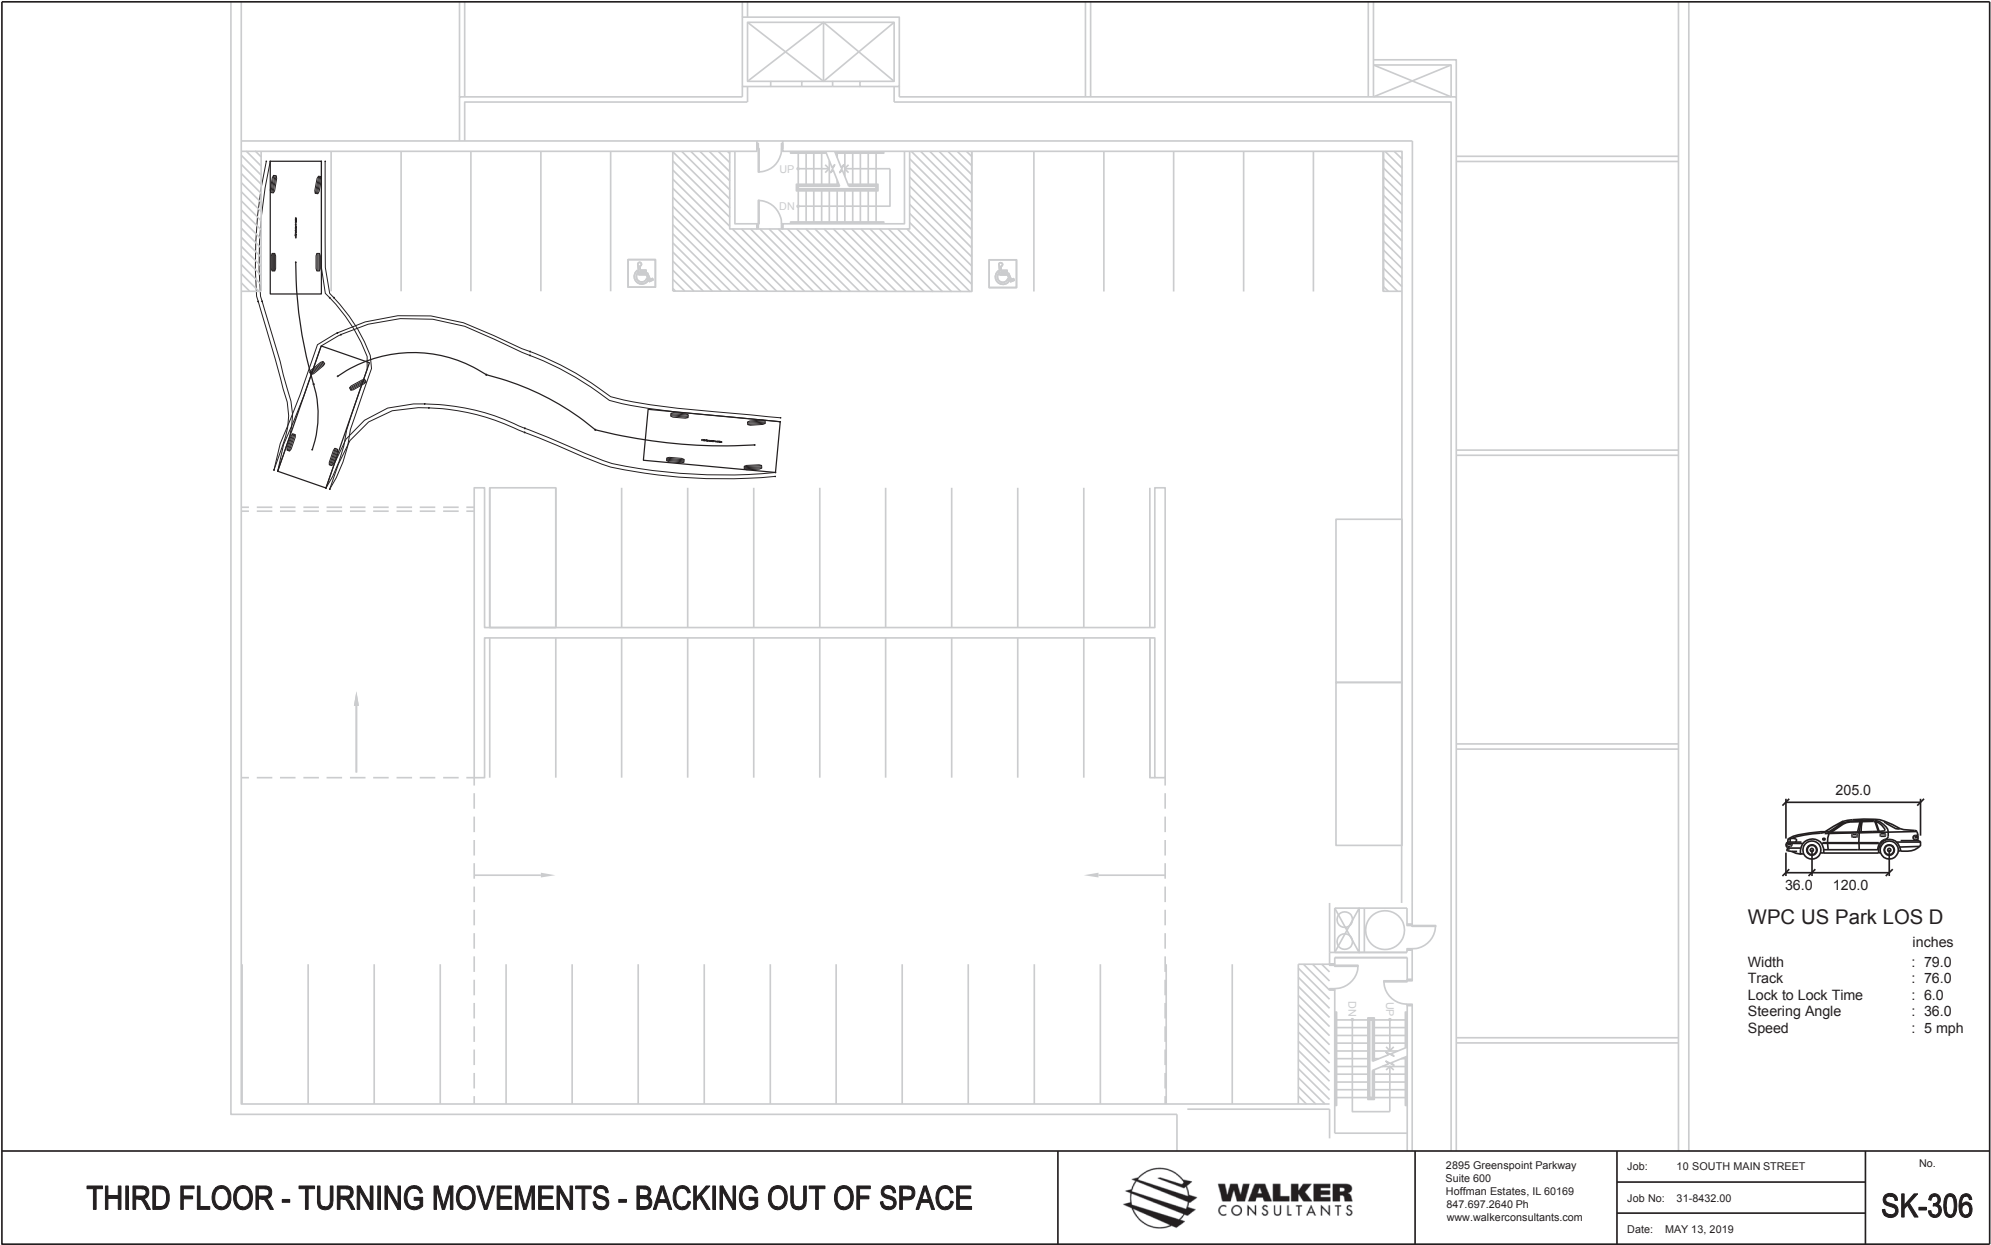 UP
DN
205.0
36.0 120.0
WPC US Park LOS D
inches
Width : 79.0
Track : 76.0
Lock to Lock Time : 6.0
Steering Angle : 36.0
Speed : 5 mph
DN UP
THIRD FLOOR - TURNING MOVEMENTS - BACKING OUT OF SPACE
WALKER
CONSULTANTS
2895 Greenspoint Parkway
Suite 600
Hoffman Estates, IL 60169
847.697.2640 Ph
www.walkerconsultants.com
Job: 10 SOUTH MAIN STREET
Job No: 31-8432.00
Date: MAY 13, 2019
No.
SK-306